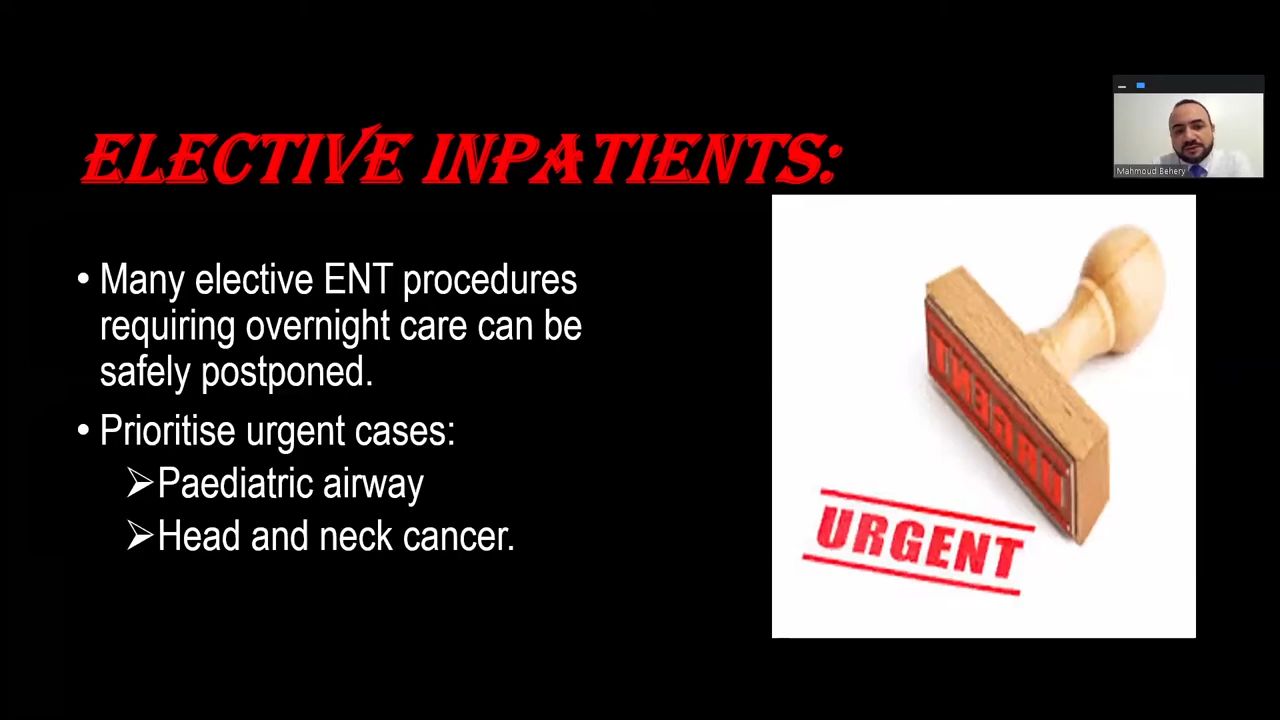 ELECTIVE INPATIENTS:
Mahmoud Behery
• Many elective ENT procedures
requiring overnight care can be
safely postponed.
• Prioritise urgent cases:
➢Paediatric airway
➢Head and neck cancer.
URGENT
URGENT